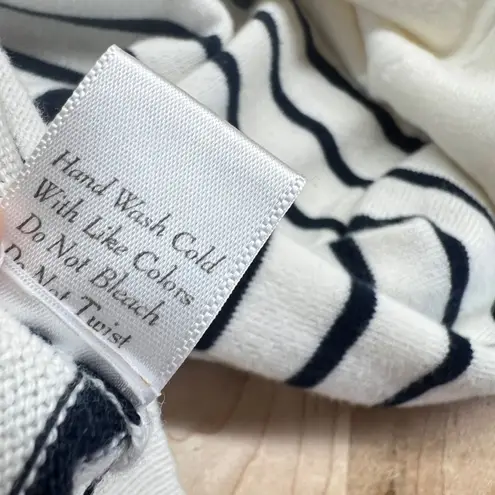 Hand Wash Cold
With Like Colors
Do Not Bleach
Do Not Twist